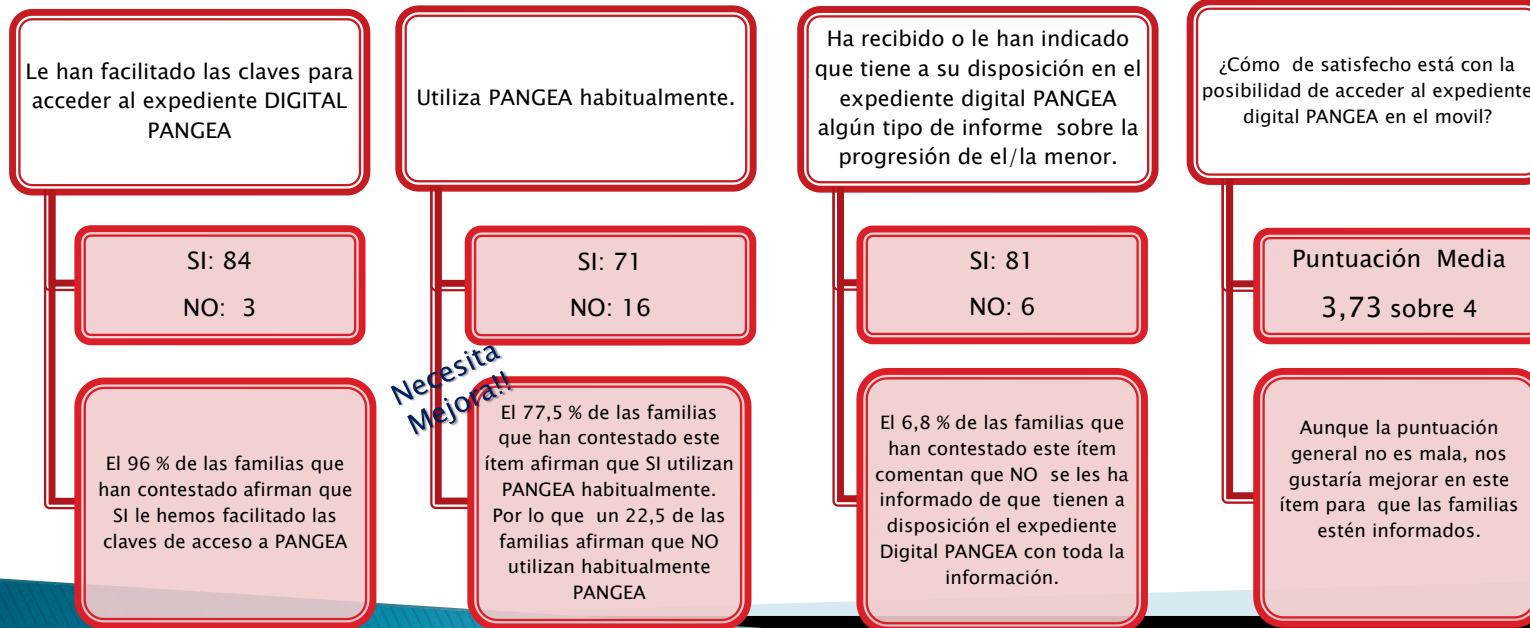 Le han facilitado las claves para
acceder al expediente DIGITAL
PANGEA
SI: 84
NO: 3
El 96 % de las familias que
han contestado afirman que
SI le hemos facilitado las
claves de acceso a PANGEA
Utiliza PANGEA habitualmente.
SI: 71
NO: 16
Necesita
Mejora!!
El 77,5 % de las familias
que han contestado este
ítem afirman que SI utilizan
PANGEA habitualmente.
Por lo que un 22,5 de las
familias afirman que NO
utilizan habitualmente
PANGEA
Ha recibido o le han indicado
que tiene a su disposición en el
expediente digital PANGEA
algún tipo de informe sobre la
progresión de el/la menor.
SI: 81
NO: 6
El 6,8 % de las familias que
han contestado este ítem
comentan que NO se les ha
informado de que tienen a
disposición el expediente
Digital PANGEA con toda la
información.
¿Cómo de satisfecho está con la
posibilidad de acceder al expediente
digital PANGEA en el movil?
Puntuación Media
3,73 sobre 4
Aunque la puntuación
general no es mala, nos
gustaría mejorar en este
ítem para que las familias
estén informados.